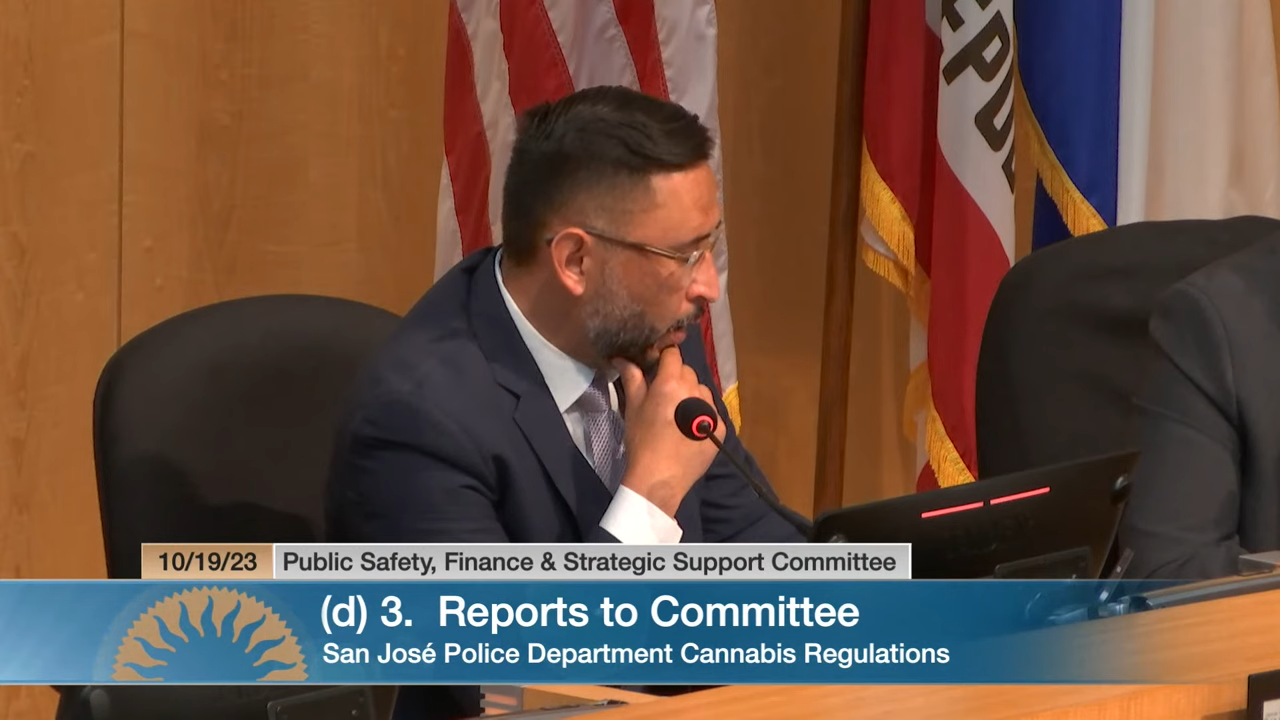 10/19/23 Public Safety, Finance & Strategic Support Committee
(d) 3. Reports to Committee
San José Police Department Cannabis Regulations